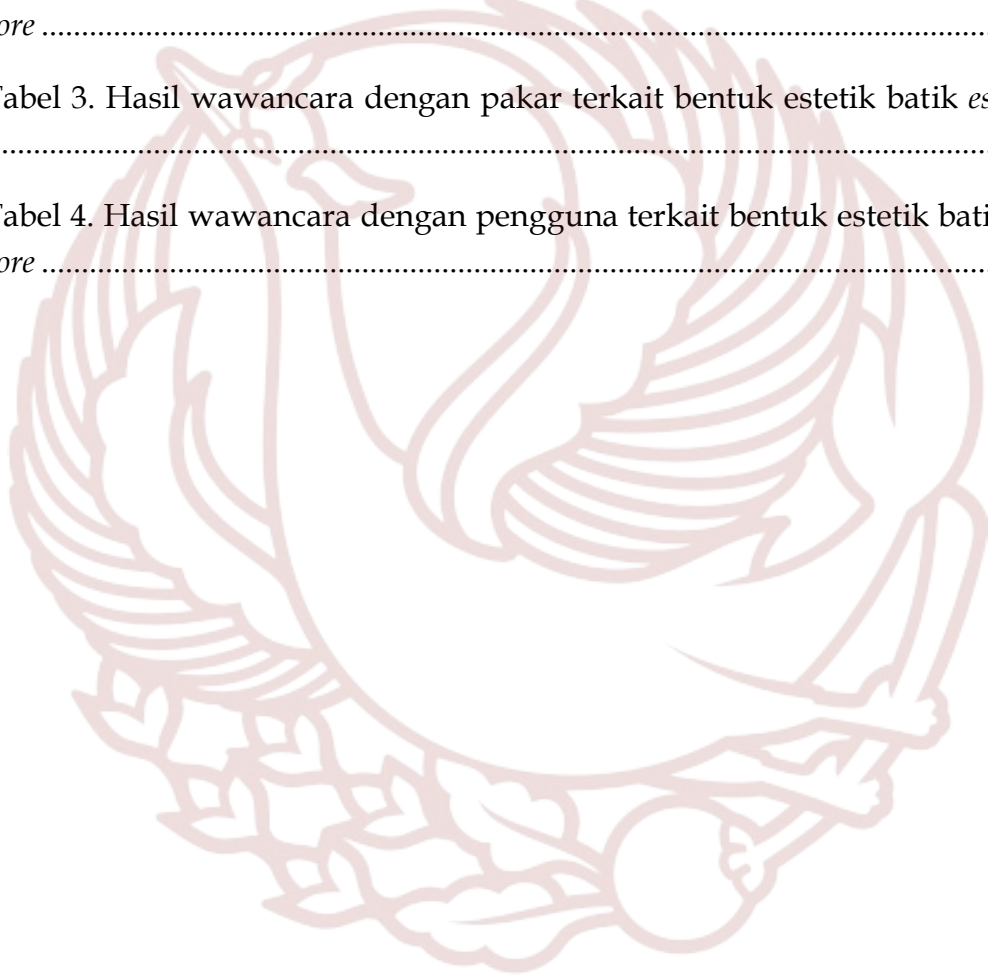 ore ....................................................................................................
Tabel 3. Hasil wawancara dengan pakar terkait bentuk estetik batik es
....................................................................................................
Tabel 4. Hasil wawancara dengan pengguna terkait bentuk estetik bati
ore ....................................................................................................